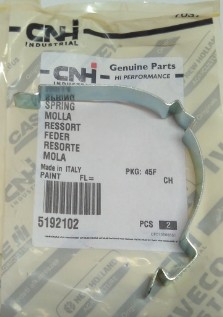 CNH
INDUSTRIAL
CNH
INDUSTRIAL
Genuine Parts
HI PERFORMANCE
SPRING
MOLLA
RESSORT
FEDER
RESORTE
MOLA
Made in ITALY
PKG: 45F
PAINT FL= CH
5192102
PCS 2